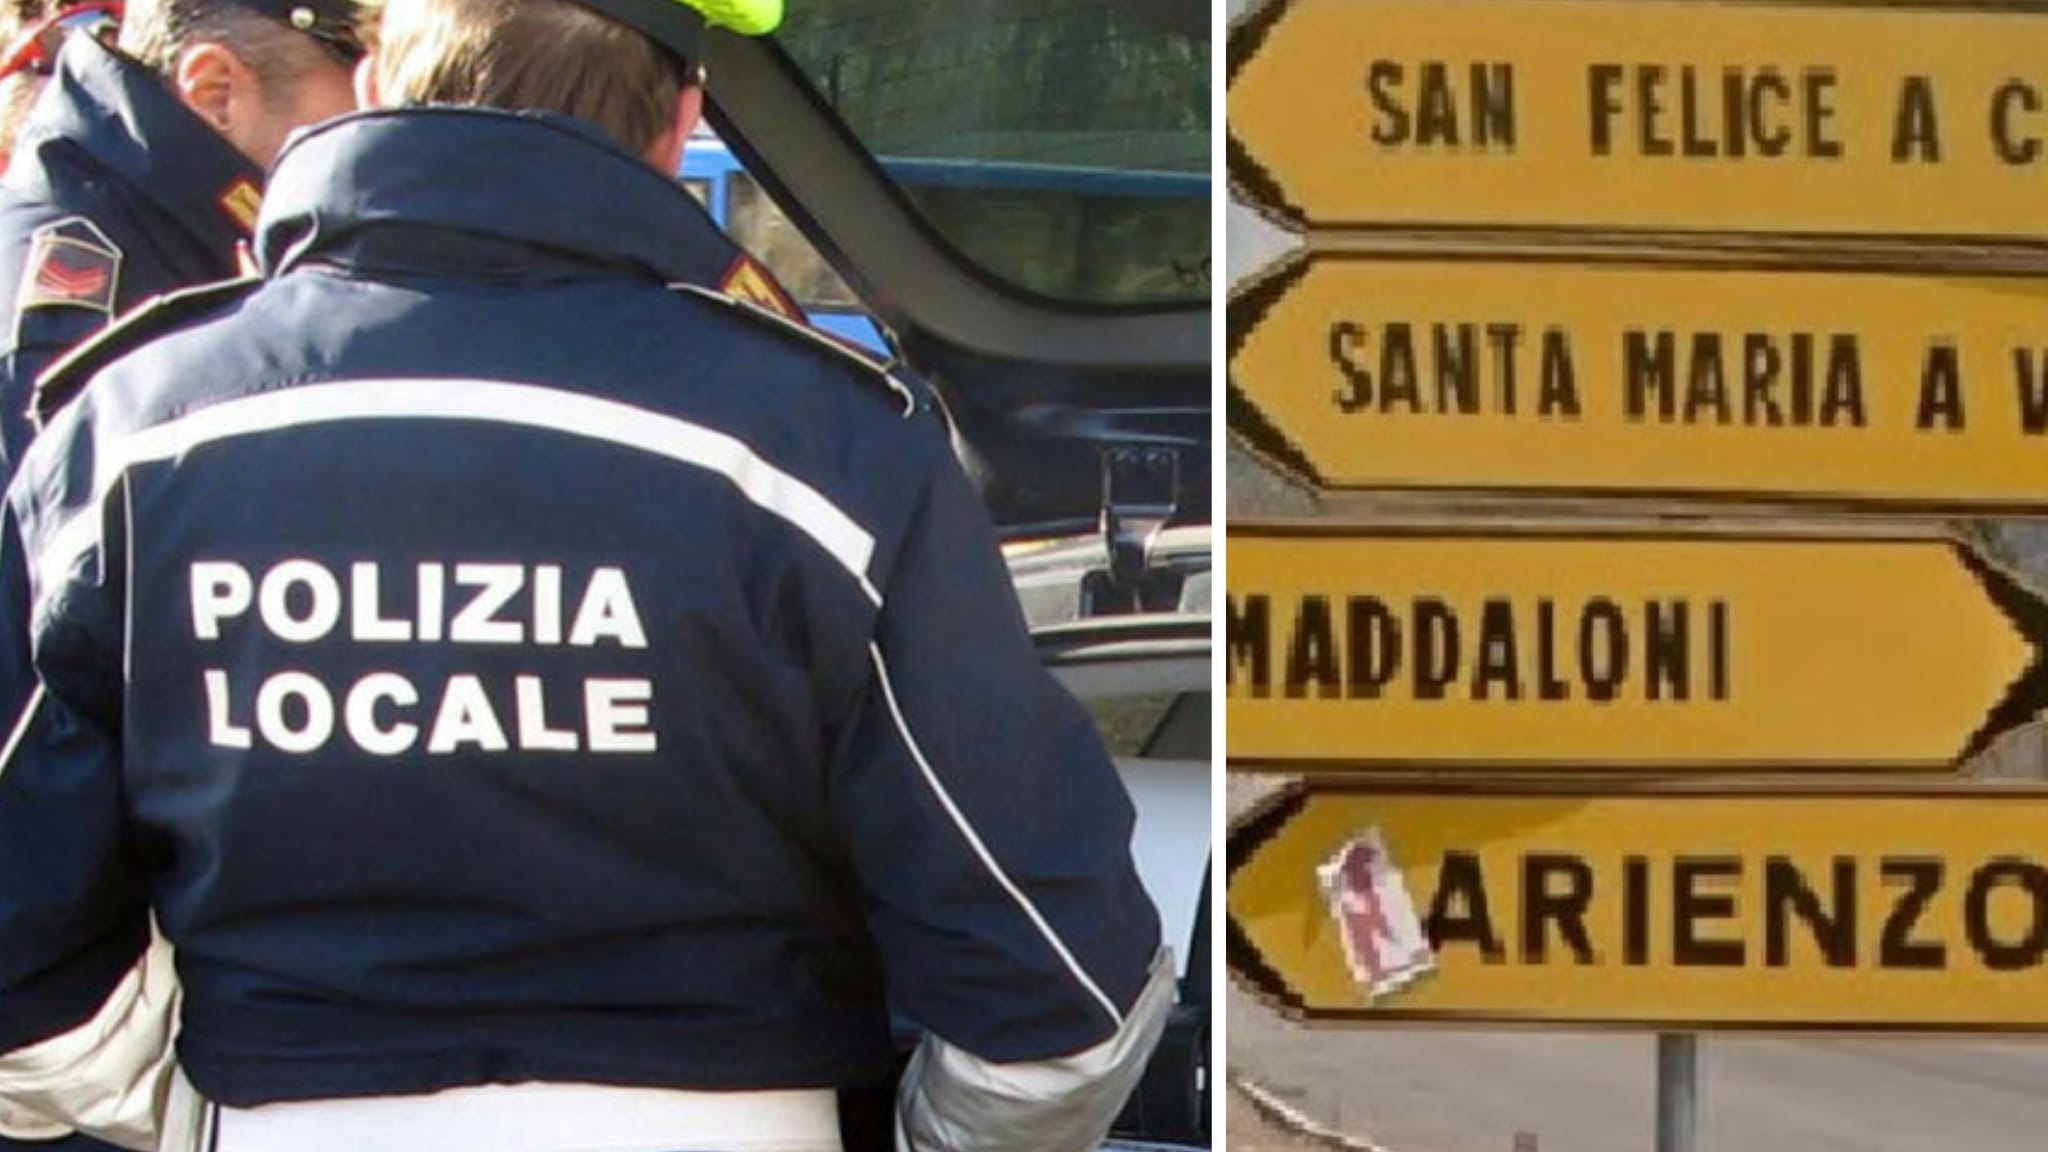 POLIZIA
LOCALE
SAN FELICE A C
SANTA MARIA A V
MADDALONI
ARIENZO